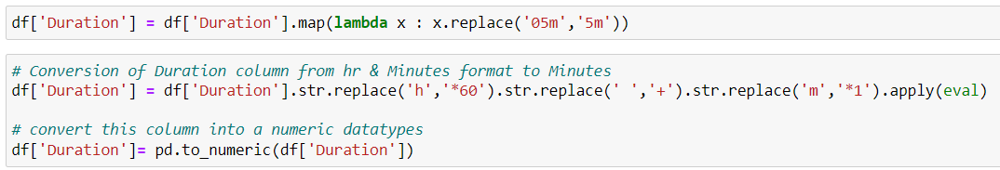 df['Duration'] = df['Duration'].map(lambda x : x.replace('05m','5m'))
# Conversion of Duration column from hr & Minutes format to Minutes
df['Duration'] = df['Duration'].str.replace('h','*60').str.replace(' ','+').str.replace('m','*1').apply(eval)
# convert this column into a numeric datatypes
df['Duration']= pd.to_numeric(df['Duration'])